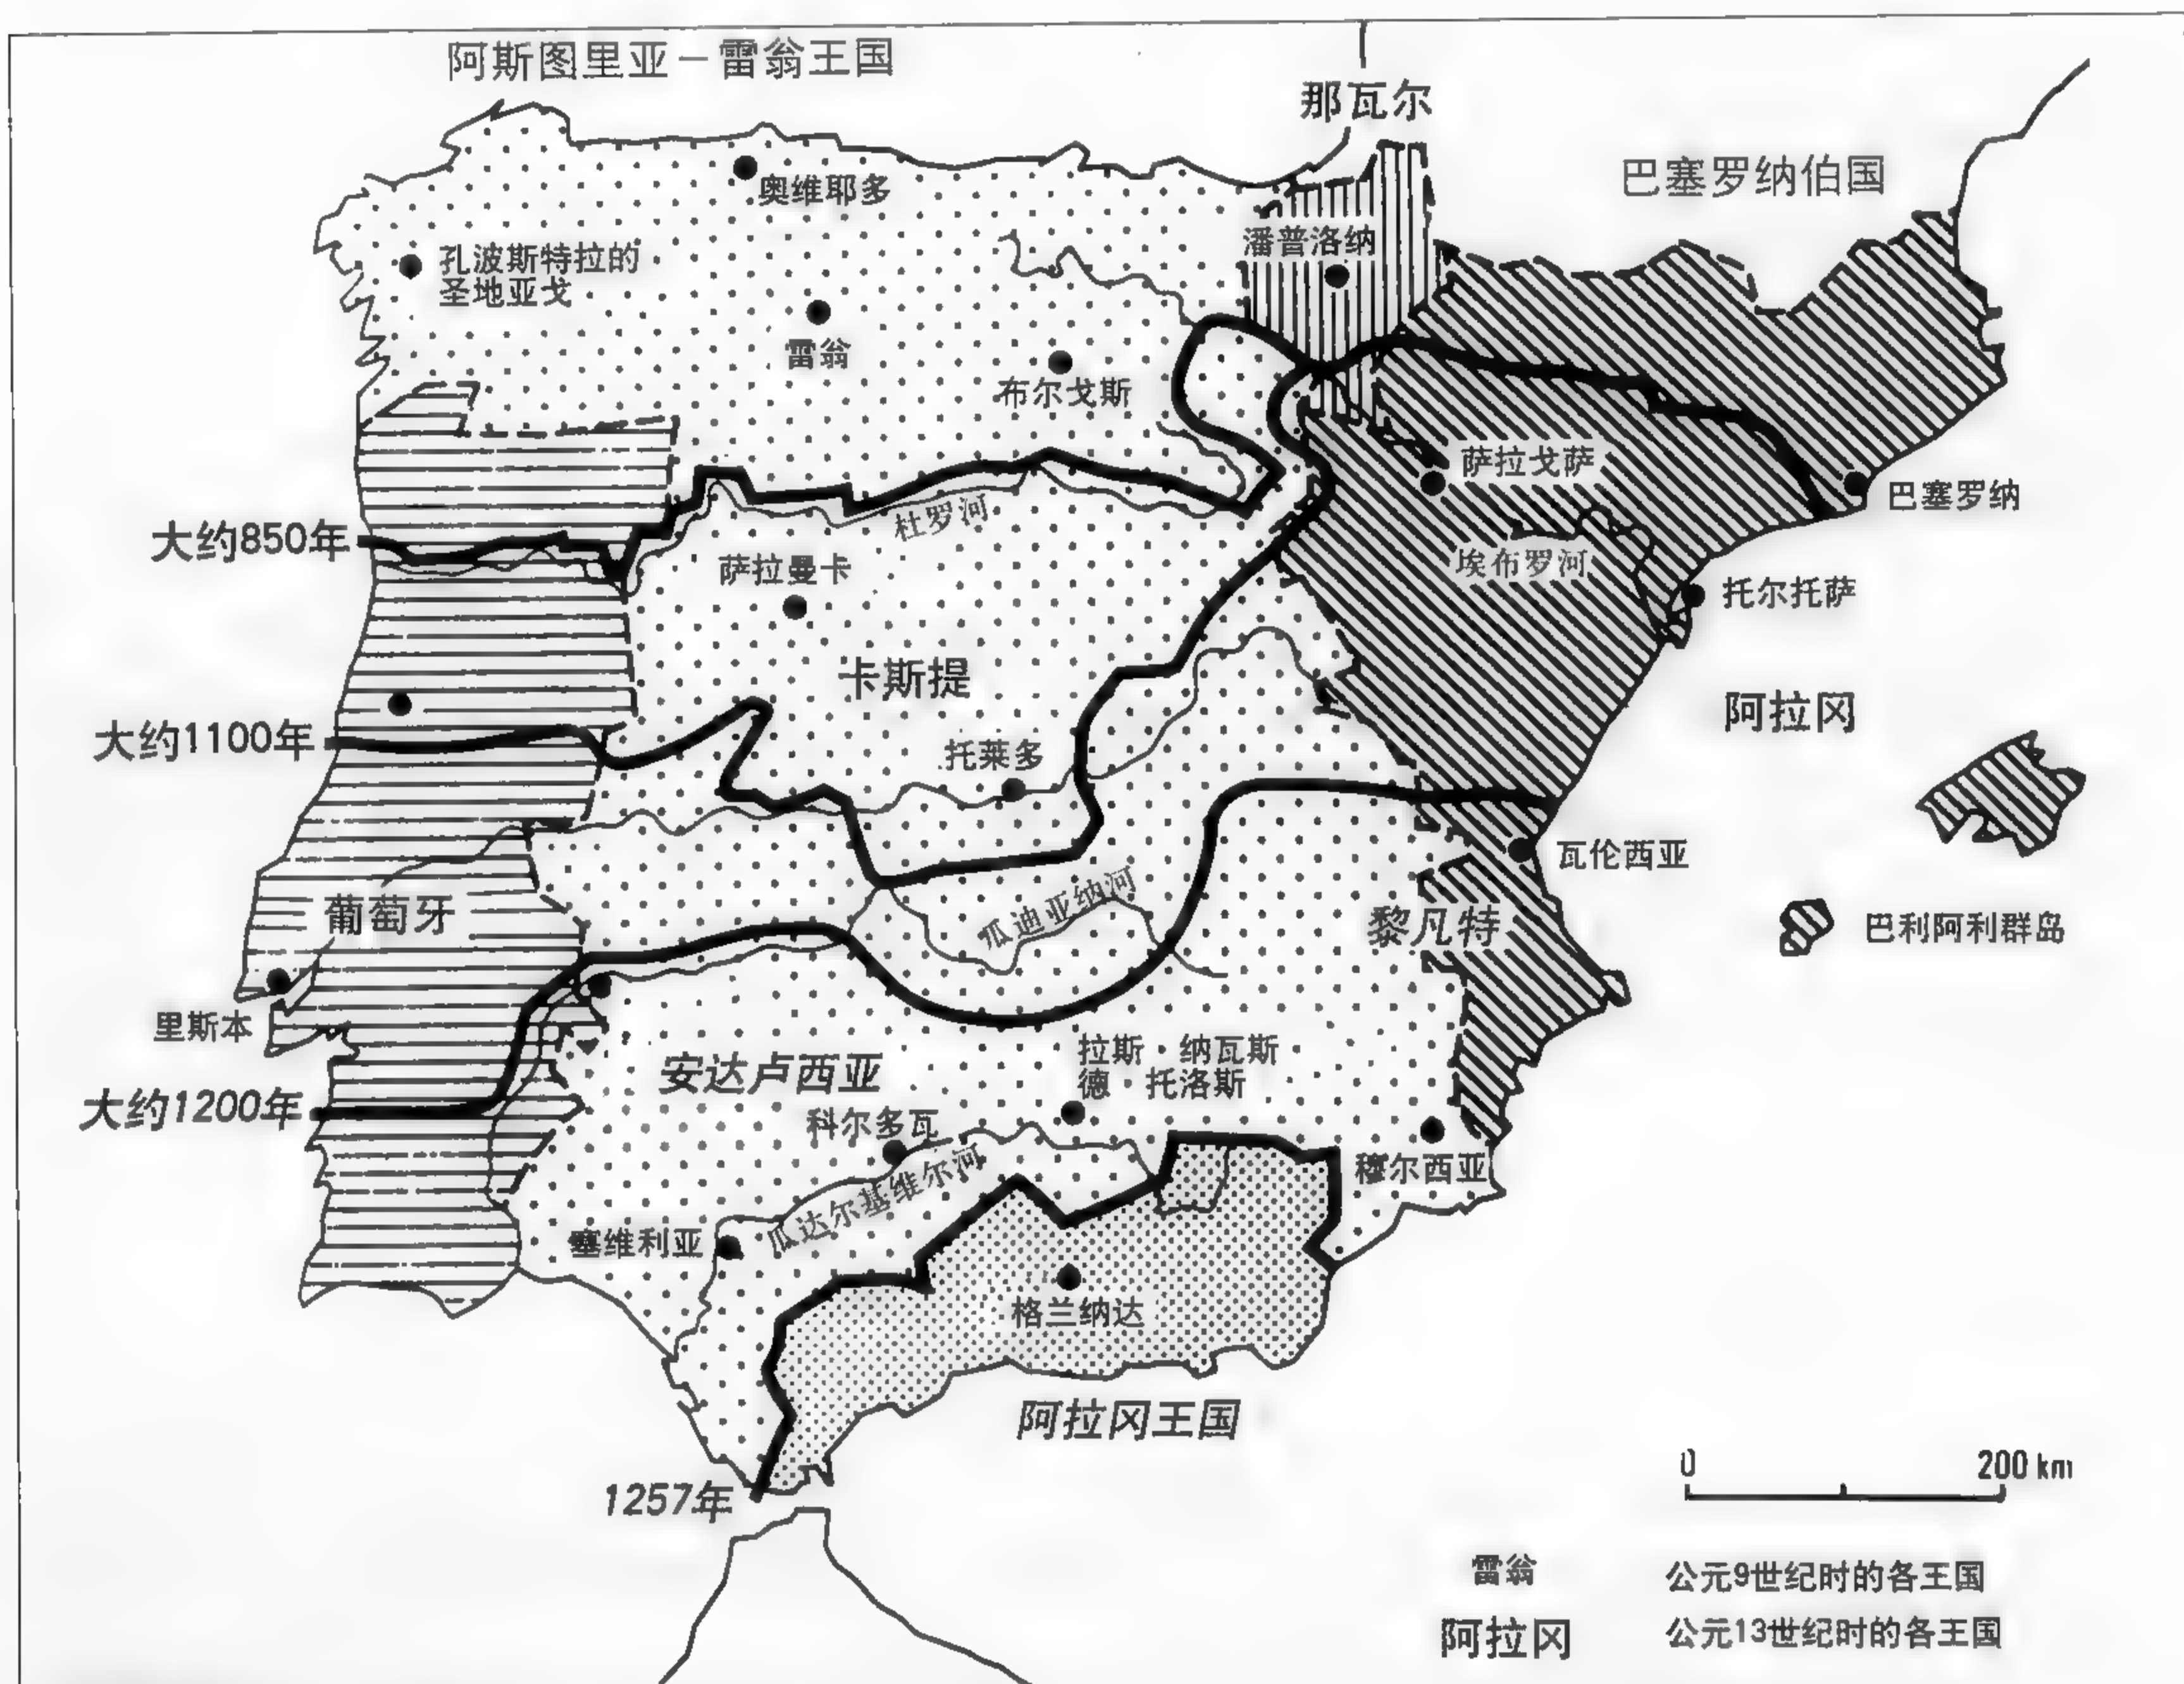 阿斯图里亚－雷翁王国
那瓦尔
巴塞罗纳伯国
奥维耶多
潘普洛纳
孔波斯特拉的
圣地亚戈
雷翁
布尔戈斯
萨拉戈萨
巴塞罗纳
杜罗河
大约850年
萨拉曼卡
埃布罗河
托尔托萨
卡斯提
阿拉冈
大约1100年
托莱多
瓦伦西亚
葡萄牙
瓜迪亚纳河
黎凡特
巴利阿利群岛
里斯本
拉斯·纳瓦斯·
德·托洛斯
安达卢西亚
大约1200年
科尔多瓦
穆尔西亚
瓜达尔基维尔河
塞维利亚
格兰纳达
阿拉冈王国
0 200 km
1257年
雷翁 公元9世纪时的各王国
阿拉冈 公元13世纪时的各王国